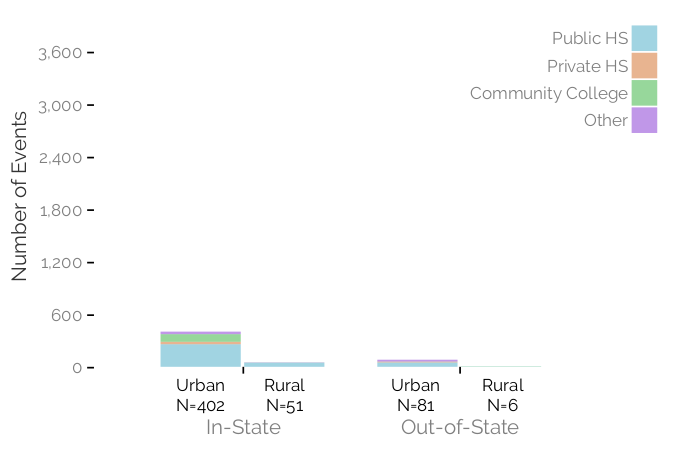 Public HS
Private HS
Community College
Other
Number of Events
3,600
3,000
2,400
1,800
1,200
600
0
Urban
N=402
Rural
N=51
Urban
N=81
Rural
N=6
In-State
Out-of-State